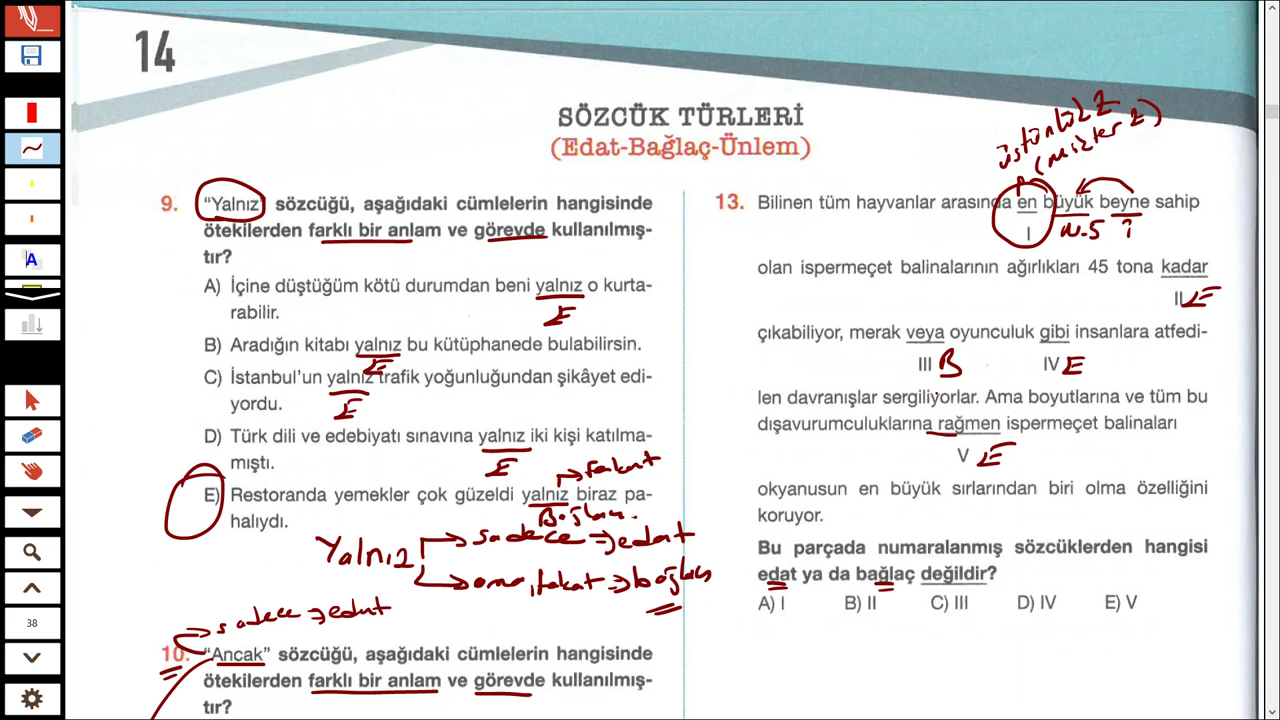 14
SÖZCÜK TÜRLERİ
(Edat-Bağlaç-Ünlem)
9. “Yalnız” sözcüğü, aşağıdaki cümlelerin hangisinde
ötekilerden farklı bir anlam ve görevde kullanılmış-
tır?
A) İçine düştüğüm kötü durumdan beni yalnız o kurta-
E
rabilir.
B) Aradığın kitabı yalnız bu kütüphanede bulabilirsin.
E
C) İstanbul’un yalnız trafik yoğunluğundan şikâyet edi-
E
yordu.
D) Türk dili ve edebiyatı sınavına yalnız iki kişi katılma-
E
mıştı.
fakat
E) Restoranda yemekler çok güzeldi yalnız biraz pa-
Bağlaç
halıydı.
Yalnız
sadece edat
ama, fakat bağlaç
sadece edat
10. “Ancak” sözcüğü, aşağıdaki cümlelerin hangisinde
ötekilerden farklı bir anlam ve görevde kullanılmış-
tır?
üstünlük Z
(Mikter Z)
13. Bilinen tüm hayvanlar arasında en büyük beyne sahip
I N.S İ
olan ispermeçet balinalarının ağırlıkları 45 tona kadar
II E
çıkabiliyor, merak veya oyunculuk gibi insanlara atfedi-
III B IV E
len davranışlar sergiliyorlar. Ama boyutlarına ve tüm bu
dışavurumculuklarına rağmen ispermeçet balinaları
V E
okyanusun en büyük sırlarından biri olma özelliğini
koruyor.
Bu parçada numaralanmış sözcüklerden hangisi
edat ya da bağlaç değildir?
A) I B) II C) III D) IV E) V
A
38